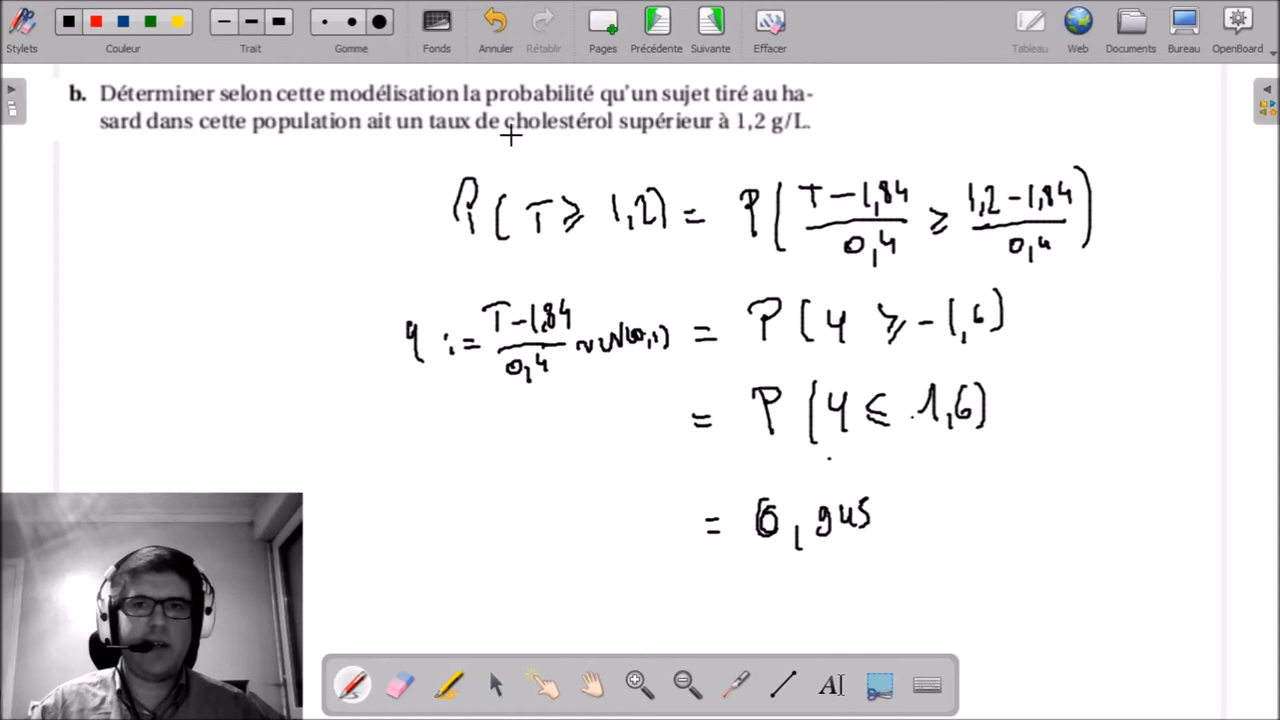 Stylets Couleur Trait Gomme Fonds Annuler Rétablir Pages Précédente Suivante Effacer Tableau Web Documents Bureau OpenBoard
b. Déterminer selon cette modélisation la probabilité qu'un sujet tiré au ha-
sard dans cette population ait un taux de cholestérol supérieur à 1,2 g/L.
P(T ≥ 1,2) = P((T-1,84)/0,4 ≥ (1,2-1,84)/0,4)
Y := (T-1,84)/0,4 ~ N(0,1) = P(Y ≥ -1,6)
= P(Y ≤ 1,6)
= 0,945
AI